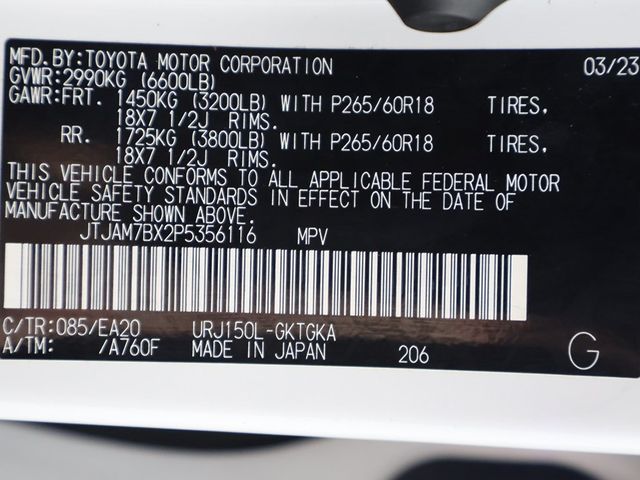 MFD.BY:TOYOTA MOTOR CORPORATION 03/23
GVWR:2990KG (6600LB)
GAWR:FRT. 1450KG (3200LB) WITH P265/60R18 TIRES,
18X7 1/2J RIMS.
RR. 1725KG (3800LB) WITH P265/60R18 TIRES,
18X7 1/2J RIMS.
THIS VEHICLE CONFORMS TO ALL APPLICABLE FEDERAL MOTOR
VEHICLE SAFETY STANDARDS IN EFFECT ON THE DATE OF
MANUFACTURE SHOWN ABOVE.
JTJAM7BX2P5356116 MPV
C/TR:085/EA20 URJ150L-GKTGKA
A/TM: /A760F MADE IN JAPAN 206 G